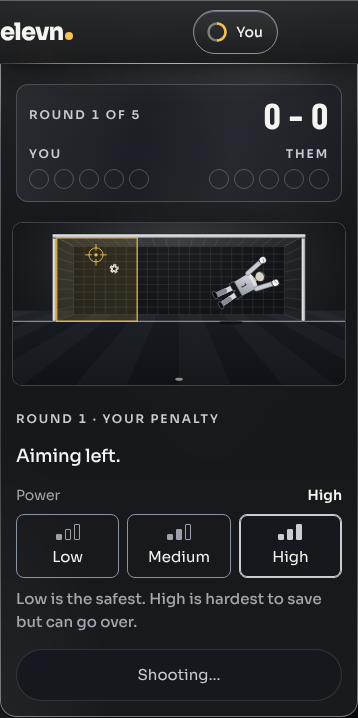 elevn.
You
ROUND 1 OF 5
0 – 0
YOU
THEM
ROUND 1 · YOUR PENALTY
Aiming left.
Power
High
Low
Medium
High
Low is the safest. High is hardest to save
but can go over.
Shooting...